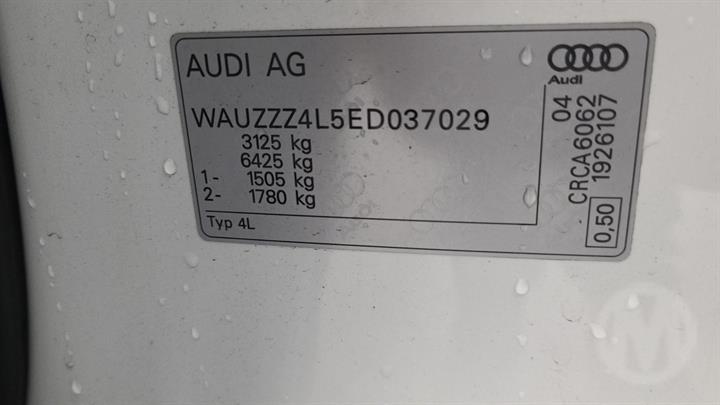 AUDI AG
Audi
WAUZZZ4L5ED037029
3125 kg
6425 kg
1- 1505 kg
2- 1780 kg
Typ 4L
04
CRCA6062
1926107
0,50
M